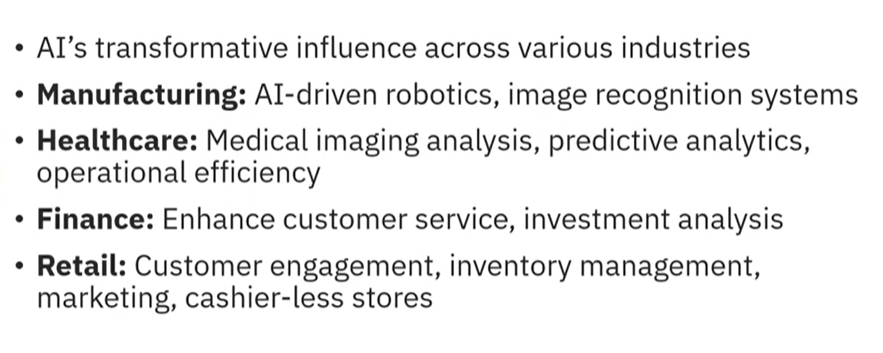 • AI’s transformative influence across various industries
• Manufacturing: AI-driven robotics, image recognition systems
• Healthcare: Medical imaging analysis, predictive analytics,
operational efficiency
• Finance: Enhance customer service, investment analysis
• Retail: Customer engagement, inventory management,
marketing, cashier-less stores